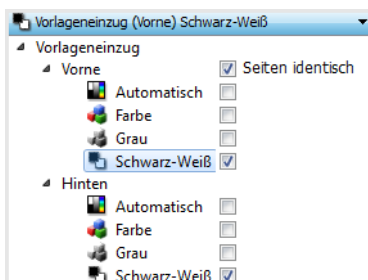 Vorlageneinzug (Vorne) Schwarz-Weiß
Vorlageneinzug
Vorne Seiten identisch
Automatisch
Farbe
Grau
Schwarz-Weiß
Hinten
Automatisch
Farbe
Grau
Schwarz-Weiß